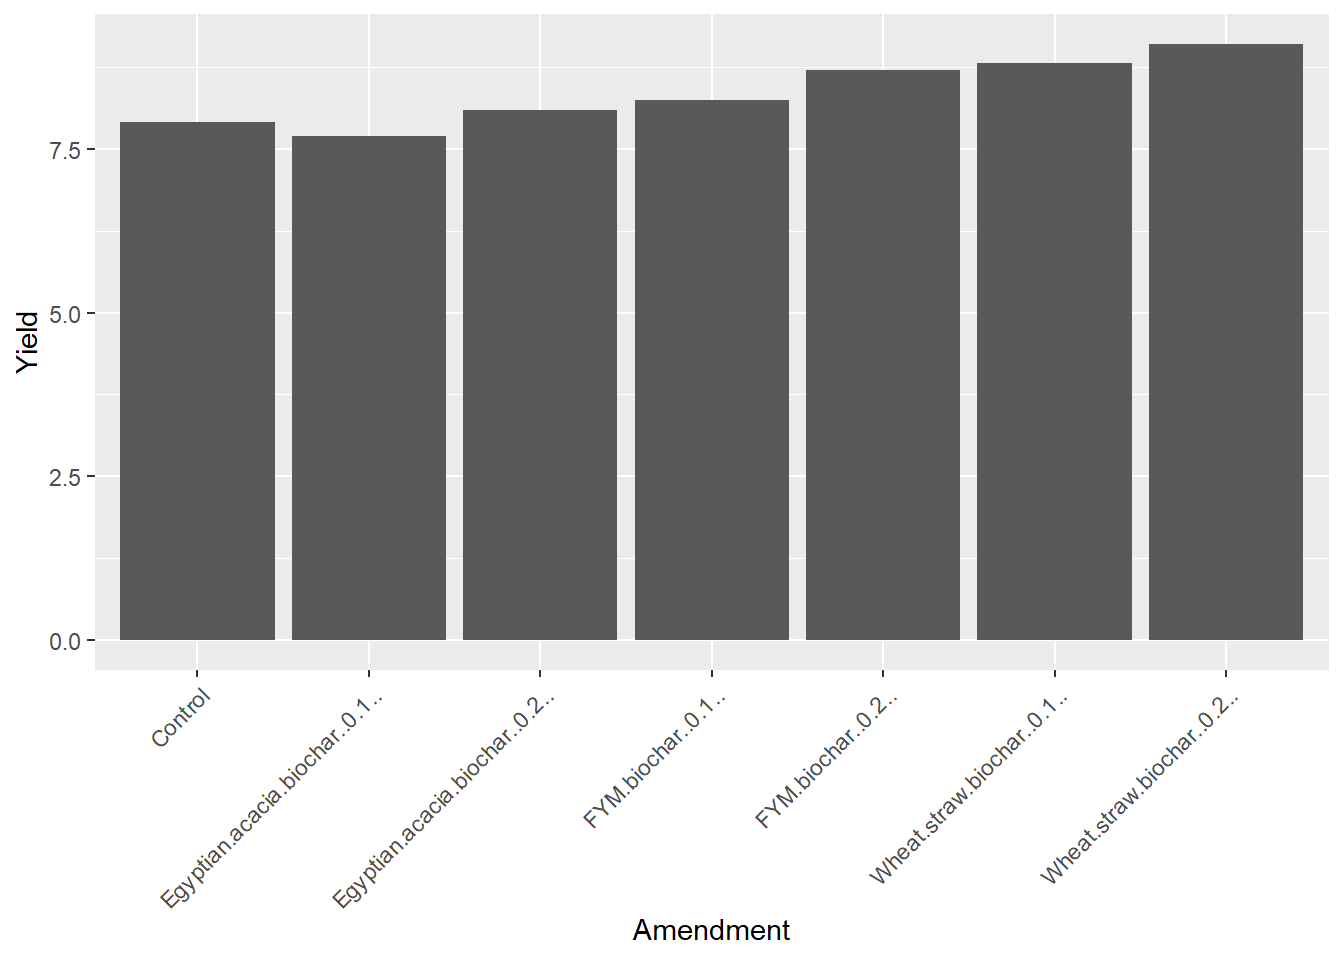 Yield
7.5
5.0
2.5
0.0
Control
Egyptian.acacia.biochar..0.1..
Egyptian.acacia.biochar..0.2..
FYM.biochar..0.1..
FYM.biochar..0.2..
Wheat.straw.biochar..0.1..
Wheat.straw.biochar..0.2..
Amendment